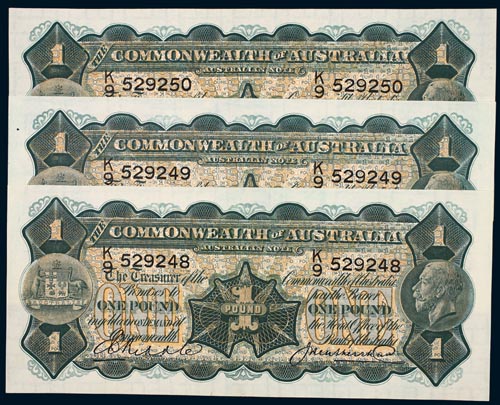 1
THE COMMONWEALTH OF AUSTRALIA
AUSTRALIAN NOTE
1
K/9 529250 K/9 529250
1
THE COMMONWEALTH OF AUSTRALIA
AUSTRALIAN NOTE
1
K/9 529249 K/9 529249
1
THE COMMONWEALTH OF AUSTRALIA
AUSTRALIAN NOTE
1
K/9 529248 K/9 529248
The Treasurer of the Commonwealth of Australia
ONE POUND 1 POUND ONE POUND
Commonwealth
1 1